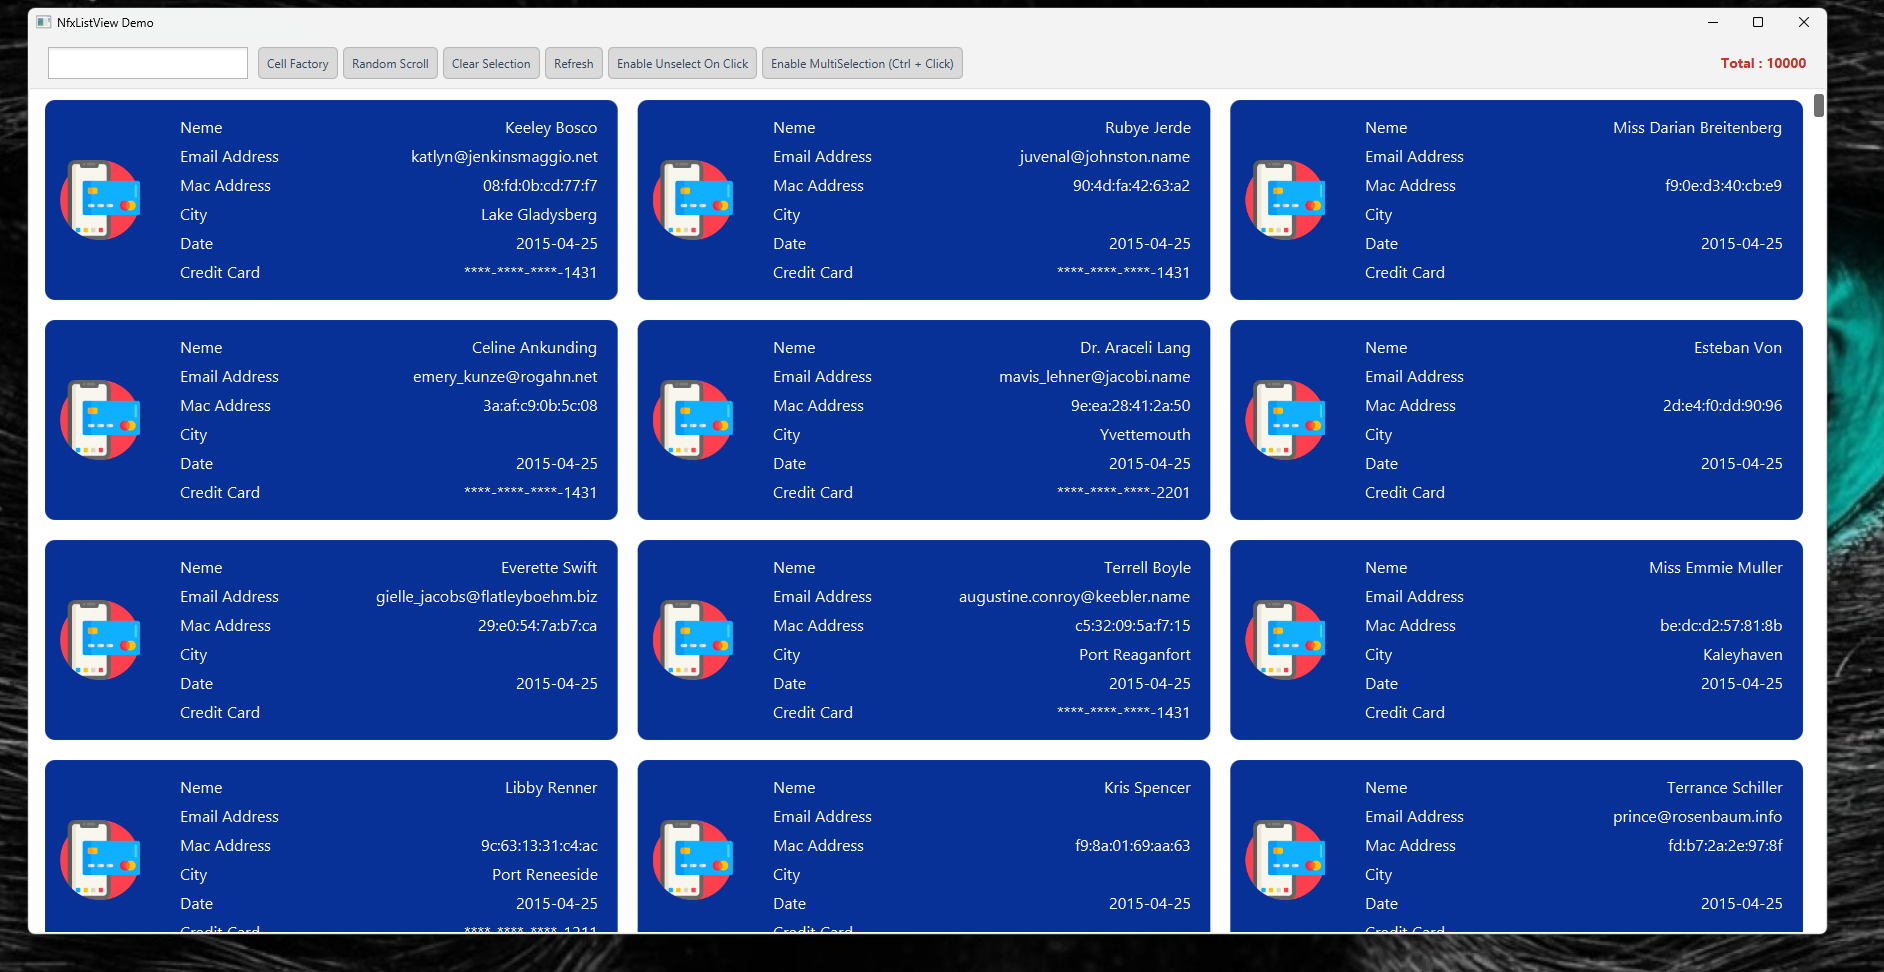 NfxListView Demo
Cell Factory Random Scroll Clear Selection Refresh Enable Unselect On Click Enable MultiSelection (Ctrl + Click) Total : 10000
Neme Keeley Bosco
Email Address katlyn@jenkinsmaggio.net
Mac Address 08:fd:0b:cd:77:f7
City Lake Gladysberg
Date 2015-04-25
Credit Card ****-****-****-1431
Neme Rubye Jerde
Email Address juvenal@johnston.name
Mac Address 90:4d:fa:42:63:a2
City
Date 2015-04-25
Credit Card ****-****-****-1431
Neme Miss Darian Breitenberg
Email Address
Mac Address f9:0e:d3:40:cb:e9
City
Date 2015-04-25
Credit Card
Neme Celine Ankunding
Email Address emery_kunze@rogahn.net
Mac Address 3a:af:c9:0b:5c:08
City
Date 2015-04-25
Credit Card ****-****-****-1431
Neme Dr. Araceli Lang
Email Address mavis_lehner@jacobi.name
Mac Address 9e:ea:28:41:2a:50
City Yvettemouth
Date 2015-04-25
Credit Card ****-****-****-2201
Neme Esteban Von
Email Address
Mac Address 2d:e4:f0:dd:90:96
City
Date 2015-04-25
Credit Card
Neme Everette Swift
Email Address gielle_jacobs@flatleyboehm.biz
Mac Address 29:e0:54:7a:b7:ca
City
Date 2015-04-25
Credit Card
Neme Terrell Boyle
Email Address augustine.conroy@keebler.name
Mac Address c5:32:09:5a:f7:15
City Port Reaganfort
Date 2015-04-25
Credit Card ****-****-****-1431
Neme Miss Emmie Muller
Email Address
Mac Address be:dc:d2:57:81:8b
City Kaleyhaven
Date 2015-04-25
Credit Card
Neme Libby Renner
Email Address
Mac Address 9c:63:13:31:c4:ac
City Port Reneeside
Date 2015-04-25
Credit Card ****-****-****-1211
Neme Kris Spencer
Email Address
Mac Address f9:8a:01:69:aa:63
City
Date 2015-04-25
Credit Card
Neme Terrance Schiller
Email Address prince@rosenbaum.info
Mac Address fd:b7:2a:2e:97:8f
City
Date 2015-04-25
Credit Card